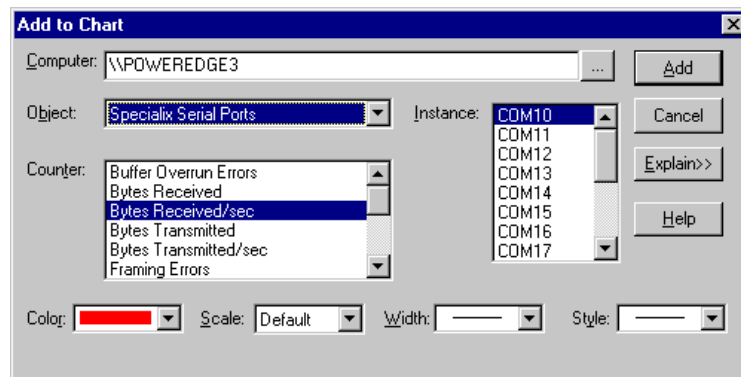 Add to Chart
Computer: \\POWEREDGE3 ... Add
Object: Specialix Serial Ports Instance: COM10 Cancel
COM11
COM12
COM13
COM14
COM15
COM16
COM17
Counter: Buffer Overrun Errors Explain>>
Bytes Received
Bytes Received/sec
Bytes Transmitted Help
Bytes Transmitted/sec
Framing Errors
Color: Scale: Default Width: Style: